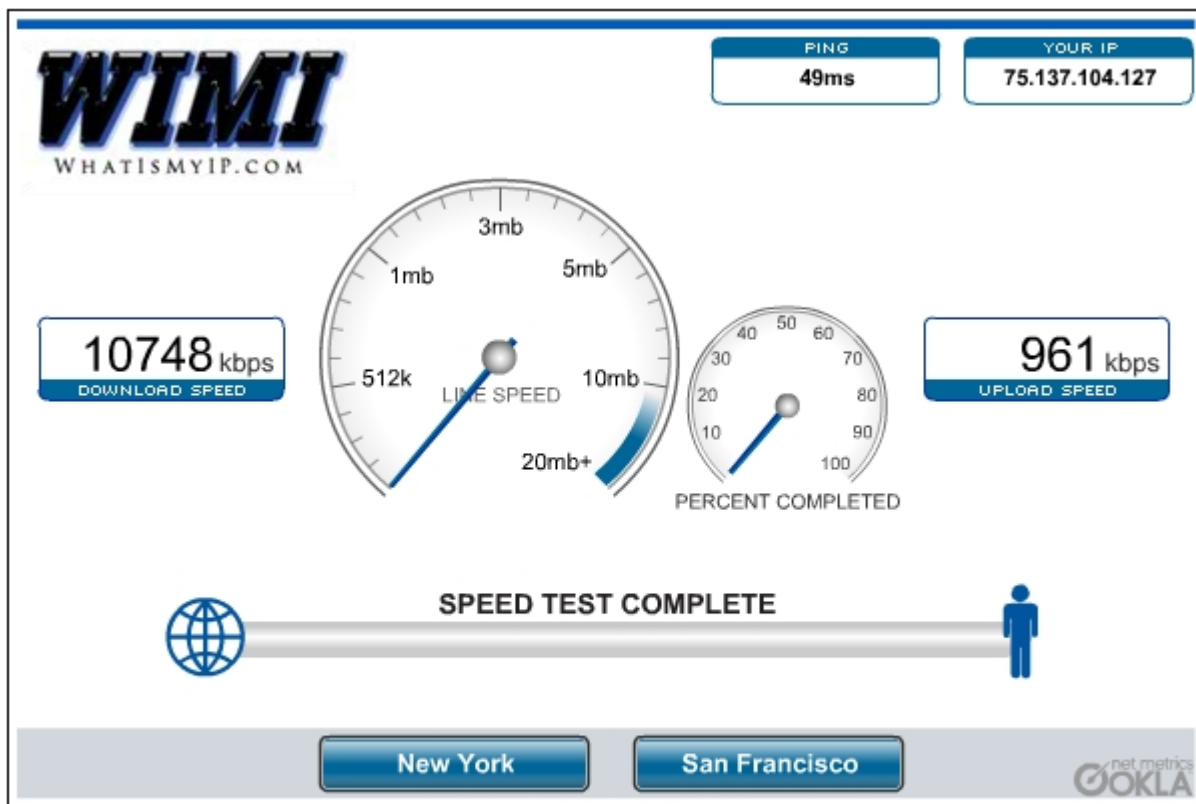 WIMI
WHATISMYIP.COM
PING
49ms
YOUR IP
75.137.104.127
3mb
1mb
5mb
512k
10mb
LINE SPEED
20mb+
10748 kbps
DOWNLOAD SPEED
50
40
60
30
70
20
80
10
90
100
PERCENT COMPLETED
961 kbps
UPLOAD SPEED
SPEED TEST COMPLETE
New York
San Francisco
net metrics
OOKLA